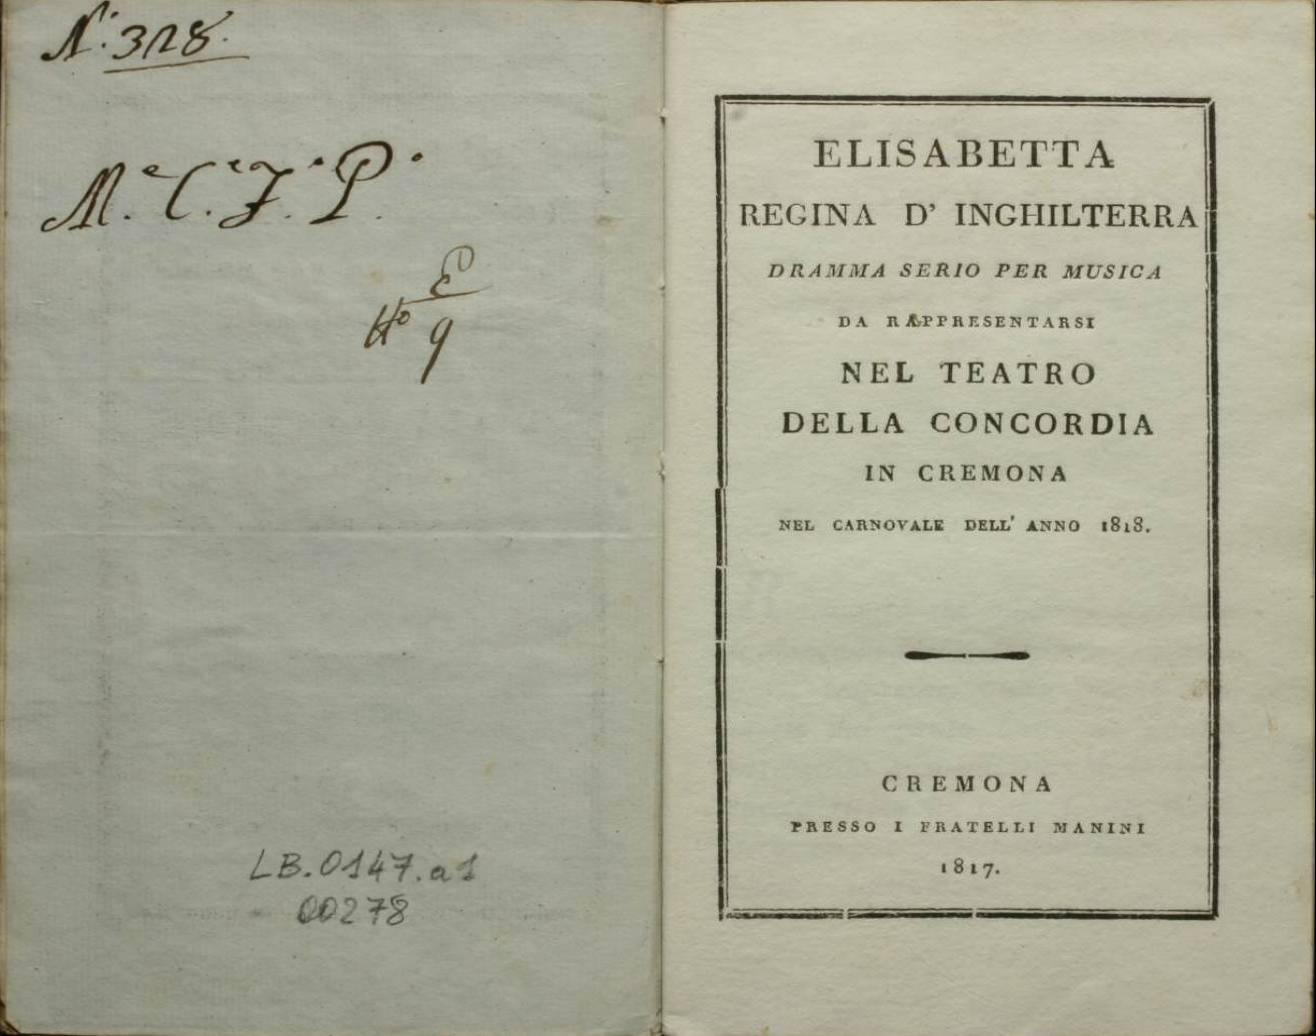 N.° 328.
M.e C.e F.° P.°
E
H° 9
LB.0147.a1
00278
ELISABETTA
REGINA D' INGHILTERRA
DRAMMA SERIO PER MUSICA
DA RAPPRESENTARSI
NEL TEATRO
DELLA CONCORDIA
IN CREMONA
NEL CARNOVALE DELL' ANNO 1818.
CREMONA
PRESSO I FRATELLI MANINI
1817.